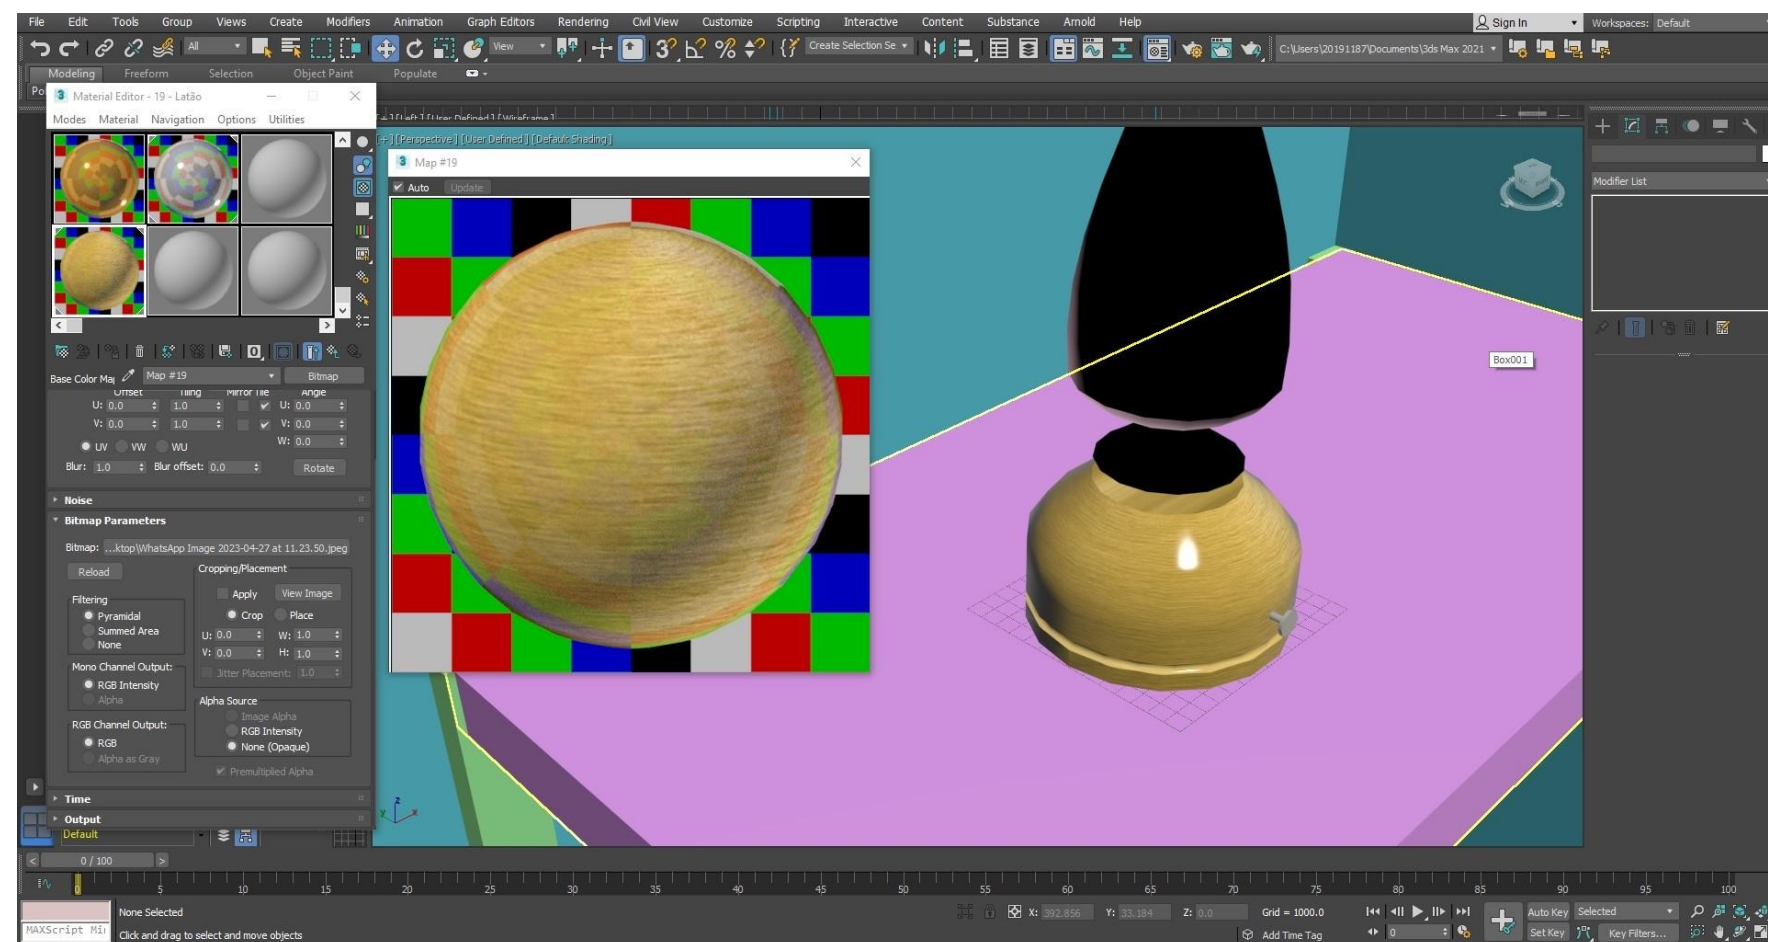 File Edit Tools Group Views Create Modifiers Animation Graph Editors Rendering Civil View Customize Scripting Interactive Content Substance Arnold Help Sign In Workspaces: Default
All View Create Selection Se C:\Users\20191187\Documents\3ds Max 2021
Modeling Freeform Selection Object Paint Populate
Po
3 Material Editor - 19 - Latão
Modes Material Navigation Options Utilities
[+] [Left] [User Defined] [Wireframe]
[+] [Perspective] [User Defined] [Default Shading]
3 Map #19
Auto Update
Modifier List
Box001
Base Color Map Map #19 Bitmap
Offset Tiling Mirror Tile Angle
U: 0.0 1.0 U: 0.0
V: 0.0 1.0 V: 0.0
UV VW WU W: 0.0
Blur: 1.0 Blur offset: 0.0 Rotate
Noise
Bitmap Parameters
Bitmap: ...ktop\WhatsApp Image 2023-04-27 at 11.23.50.jpeg
Reload Cropping/Placement
Apply View Image
Filtering
Pyramidal
Summed Area
None
Crop Place
U: 0.0 W: 1.0
V: 0.0 H: 1.0
Jitter Placement: 1.0
Mono Channel Output:
RGB Intensity
Alpha
Alpha Source
Image Alpha
RGB Intensity
None (Opaque)
RGB Channel Output:
RGB
Alpha as Gray
Premultiplied Alpha
Time
Output
Default
z
y x
< 0 / 100 >
0 5 10 15 20 25 30 35 40 45 50 55 60 65 70 75 80 85 90 95 100
None Selected X: 392.856 Y: 33.184 Z: 0.0 Grid = 1000.0 Auto Key Selected
MAXScript Mi Click and drag to select and move objects Add Time Tag 0 Set Key Key Filters...